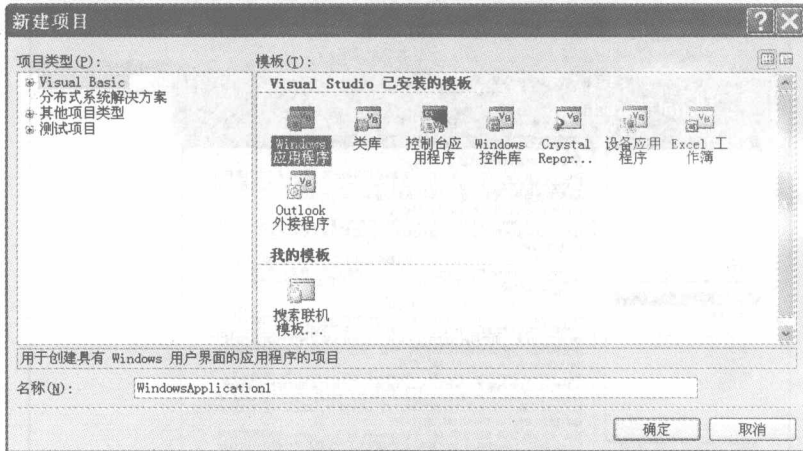 新建项目
项目类型(P):
模板(T):
Visual Basic
分布式系统解决方案
其他项目类型
测试项目
Visual Studio 已安装的模板
Windows
应用程序
类库
控制台应
用程序
Windows
控件库
Crystal
Repor...
设备应用
程序
Excel 工
作簿
Outlook
外接程序
我的模板
搜索联机
模板...
用于创建具有 Windows 用户界面的应用程序的项目
名称(N):
WindowsApplication1
确定
取消